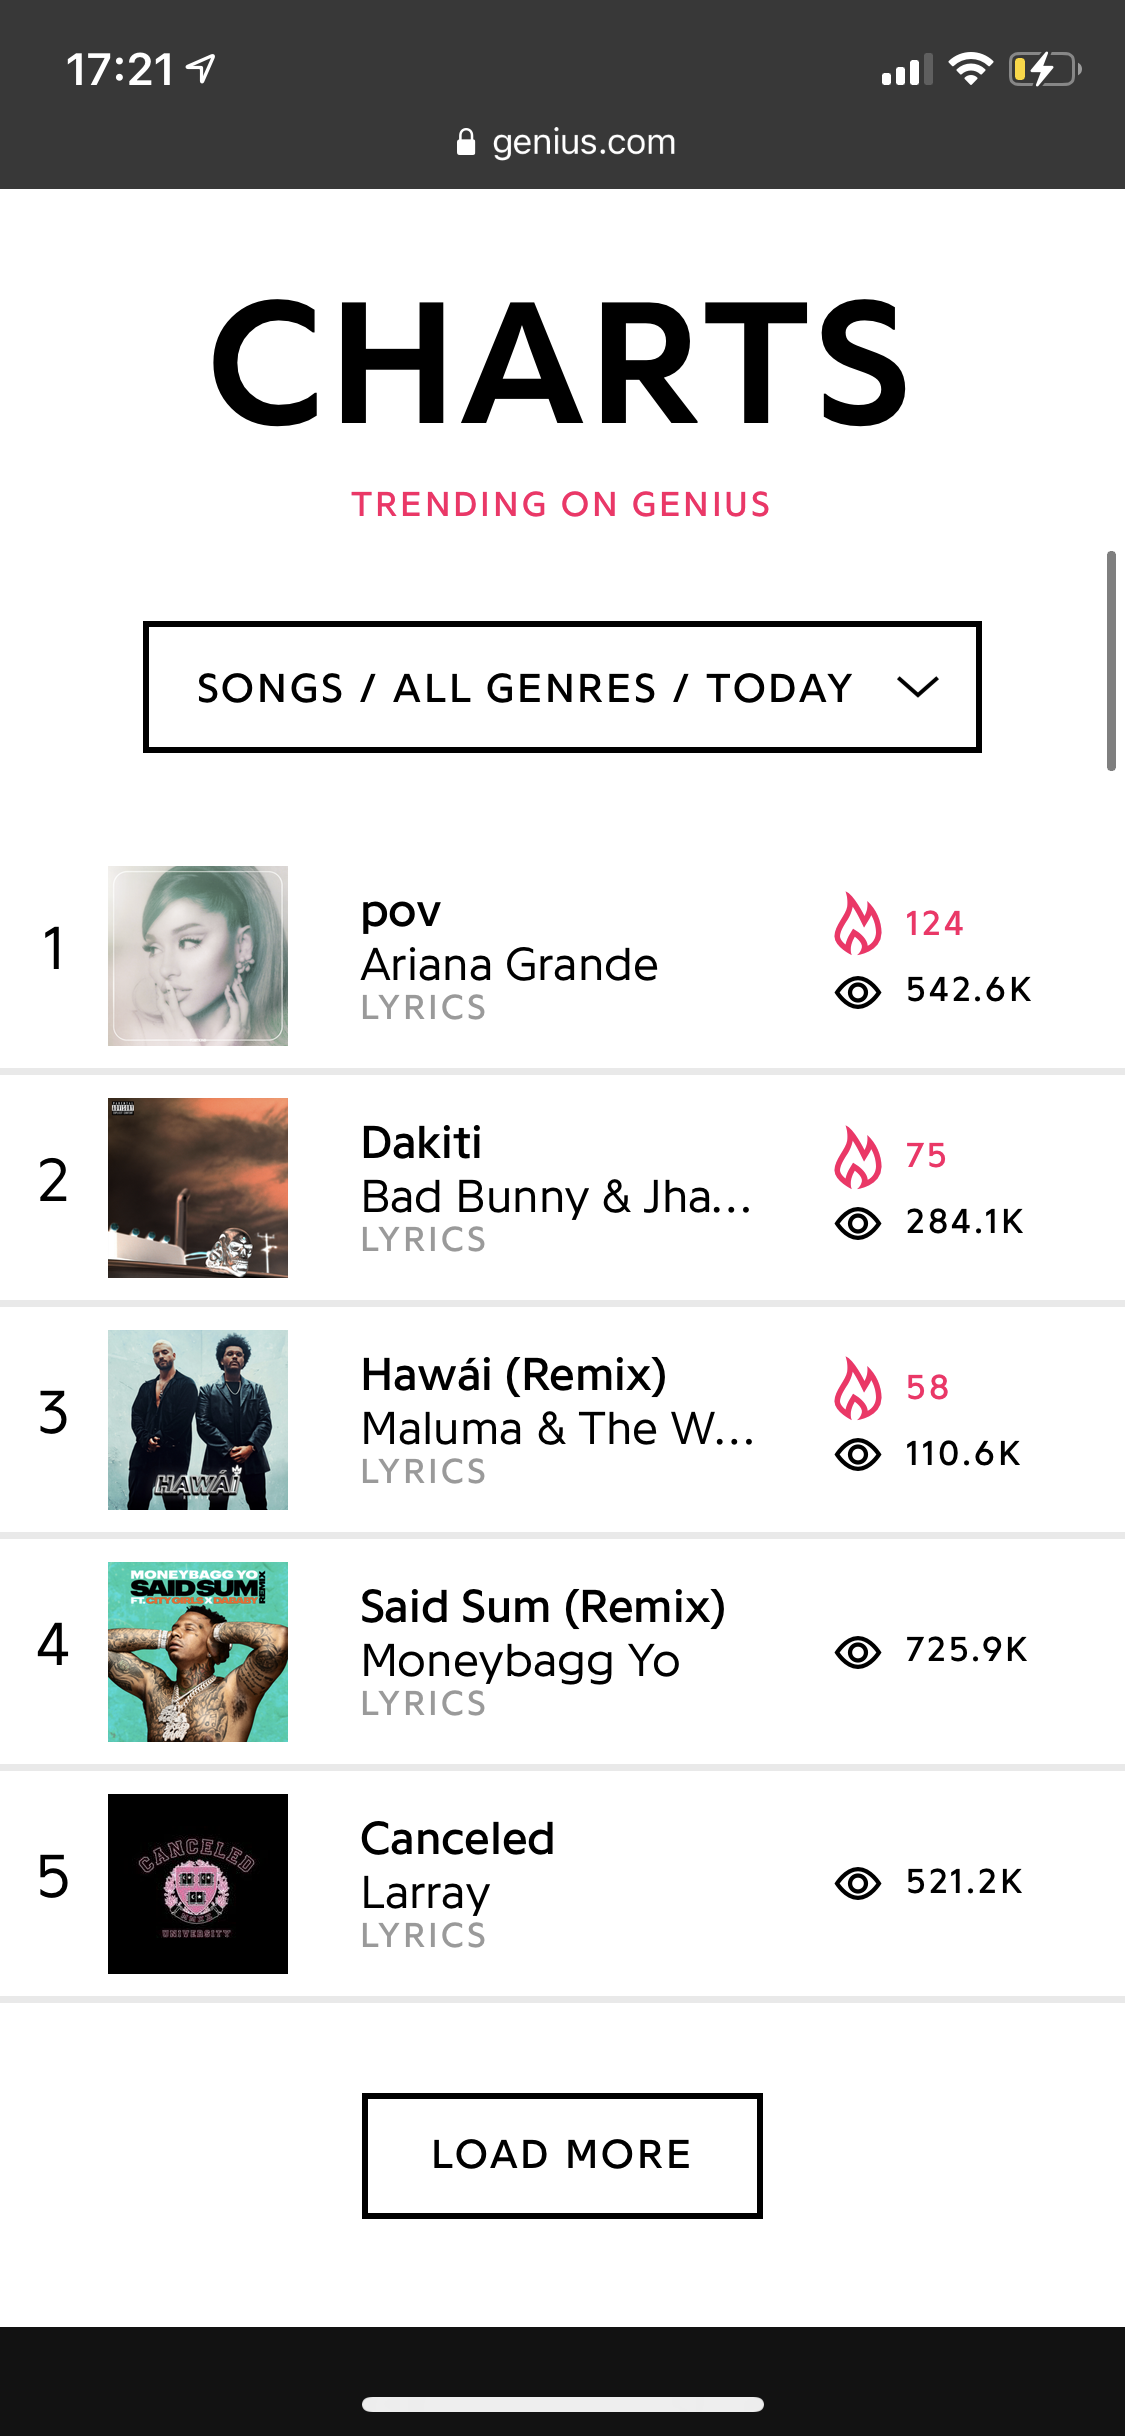 17:21
genius.com
CHARTS
TRENDING ON GENIUS
SONGS / ALL GENRES / TODAY
1
pov
Ariana Grande
LYRICS
124
542.6K
2
Dakiti
Bad Bunny & Jha...
LYRICS
75
284.1K
3
HAWÁI
Hawái (Remix)
Maluma & The W...
LYRICS
58
110.6K
4
MONEYBAGG YO
SAID SUM REMIX
FT. CITY GIRLS X DABABY
Said Sum (Remix)
Moneybagg Yo
LYRICS
725.9K
5
CANCELED
UNIVERSITY
Canceled
Larray
LYRICS
521.2K
LOAD MORE